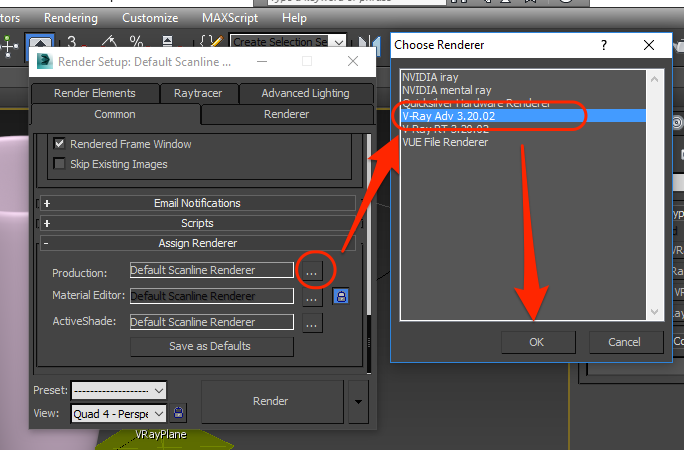 Type a keyword or phrase
tors Rendering Customize MAXScript Help
3
Create Selection Se
Render Setup: Default Scanline ...
Render Elements Raytracer Advanced Lighting
Common Renderer
Rendered Frame Window
Skip Existing Images
+ Email Notifications
+ Scripts
- Assign Renderer
Production: Default Scanline Renderer ...
Material Editor: Default Scanline Renderer ...
ActiveShade: Default Scanline Renderer ...
Save as Defaults
Preset: -----------------------
View: Quad 4 - Perspe
Render
VRayPlane
Choose Renderer ?
NVIDIA iray
NVIDIA mental ray
Quicksilver Hardware Renderer
V-Ray Adv 3.20.02
V-Ray RT 3.20.02
VUE File Renderer
OK Cancel